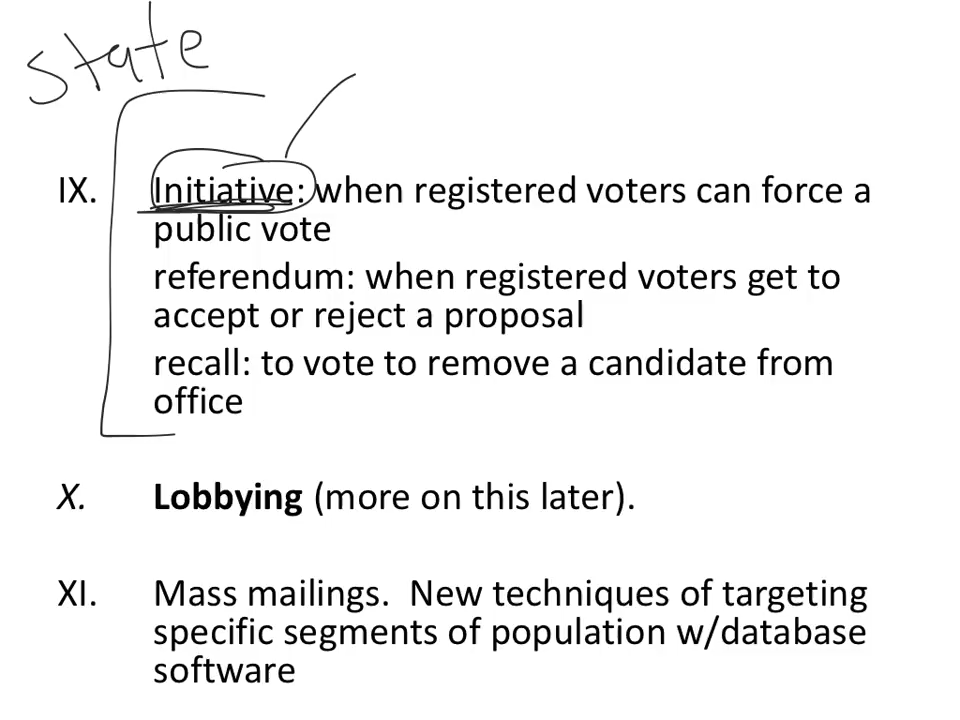 state
IX. Initiative: when registered voters can force a
public vote
referendum: when registered voters get to
accept or reject a proposal
recall: to vote to remove a candidate from
office
X. Lobbying (more on this later).
XI. Mass mailings.  New techniques of targeting
specific segments of population w/database
software